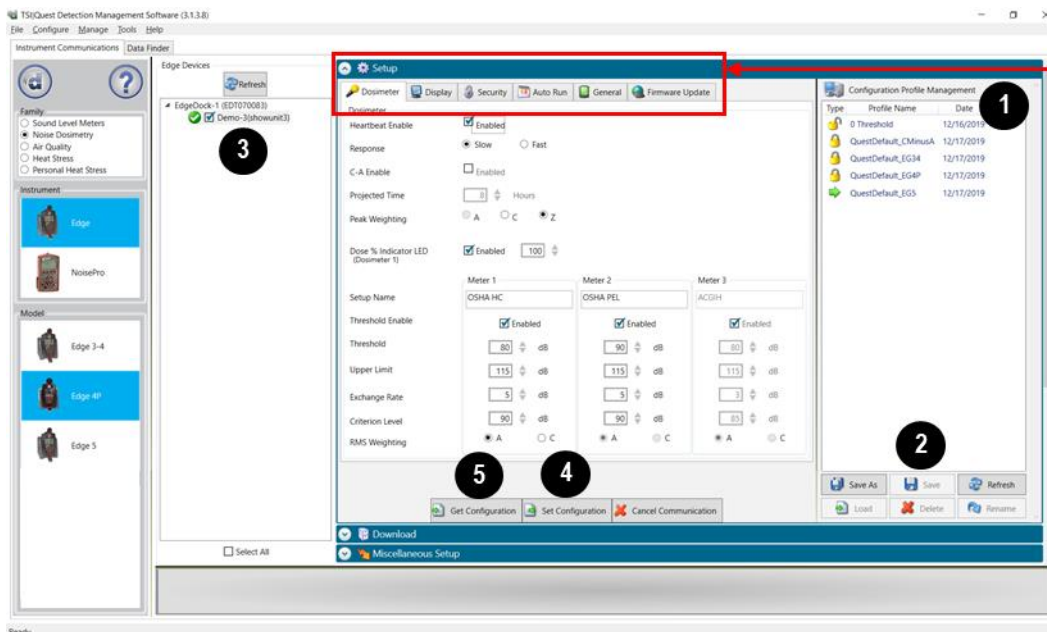 TSI|Quest Detection Management Software (3.1.3.8)
File Configure Manage Tools Help
Instrument Communications Data Finder
Family
Sound Level Meters
Noise Dosimetry
Air Quality
Heat Stress
Personal Heat Stress
Instrument
Edge
NoisePro
Model
Edge 3-4
Edge 4P
Edge 5
Edge Devices
Refresh
EdgeDock-1 (EDT070083)
Demo-3(showunit3)
3
Select All
Setup
Dosimeter Display Security Auto Run General Firmware Update
Dosimeter
Heartbeat Enable Enabled
Response Slow Fast
C-A Enable Enabled
Projected Time 8 Hours
Peak Weighting A C Z
Dose % Indicator LED Enabled 100
(Dosimeter 1)
Meter 1 Meter 2 Meter 3
Setup Name OSHA HC OSHA PEL ACGIH
Threshold Enable Enabled Enabled Enabled
Threshold 80 dB 90 dB 80 dB
Upper Limit 115 dB 115 dB 115 dB
Exchange Rate 5 dB 5 dB 3 dB
Criterion Level 90 dB 90 dB 85 dB
RMS Weighting A C A C A C
5 4
Get Configuration Set Configuration Cancel Communication
Download
Miscellaneous Setup
Configuration Profile Management
1
Type Profile Name Date
0 Threshold 12/16/2019
QuestDefault_CMinusA 12/17/2019
QuestDefault_EG34 12/17/2019
QuestDefault_EG4P 12/17/2019
QuestDefault_EG5 12/17/2019
2
Save As Save Refresh
Load Delete Rename
Ready